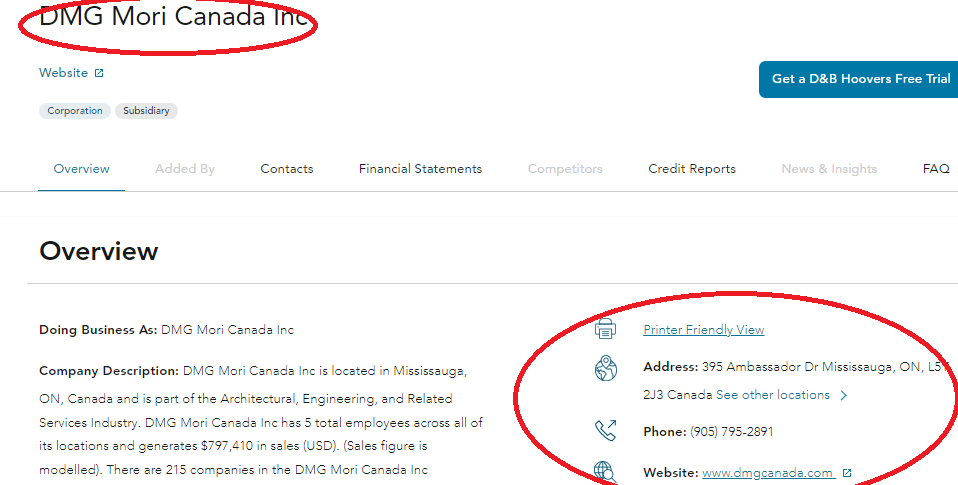 DMG Mori Canada Inc
Website
Get a D&B Hoovers Free Trial
Corporation Subsidiary
Overview Added By Contacts Financial Statements Competitors Credit Reports News & Insights FAQ
Overview
Doing Business As: DMG Mori Canada Inc
Company Description: DMG Mori Canada Inc is located in Mississauga,
ON, Canada and is part of the Architectural, Engineering, and Related
Services Industry. DMG Mori Canada Inc has 5 total employees across all of
its locations and generates $797,410 in sales (USD). (Sales figure is
modelled). There are 215 companies in the DMG Mori Canada Inc
Printer Friendly View
Address: 395 Ambassador Dr Mississauga, ON,
2J3 Canada See other locations
Phone: (905) 795-2891
Website: www.dmgcanada.com